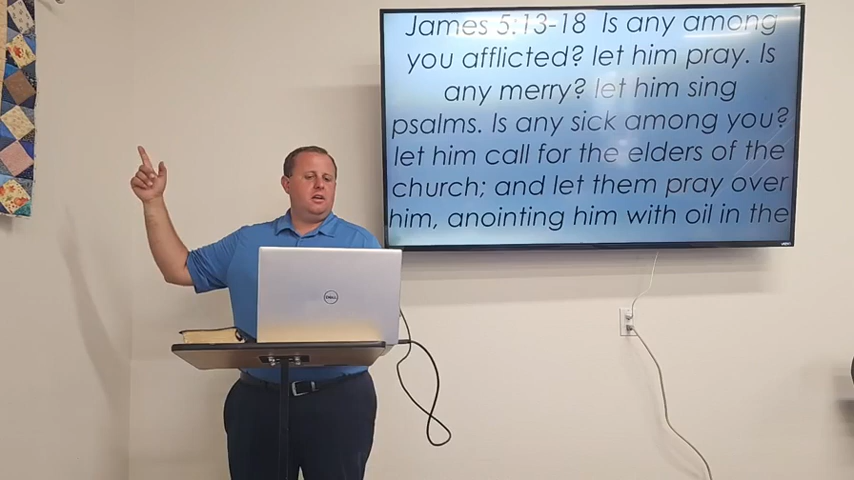 James 5:13-18 Is any among
you afflicted? let him pray. Is
any merry? let him sing
psalms. Is any sick among you?
let him call for the elders of the
church; and let them pray over
him, anointing him with oil in the
DELL